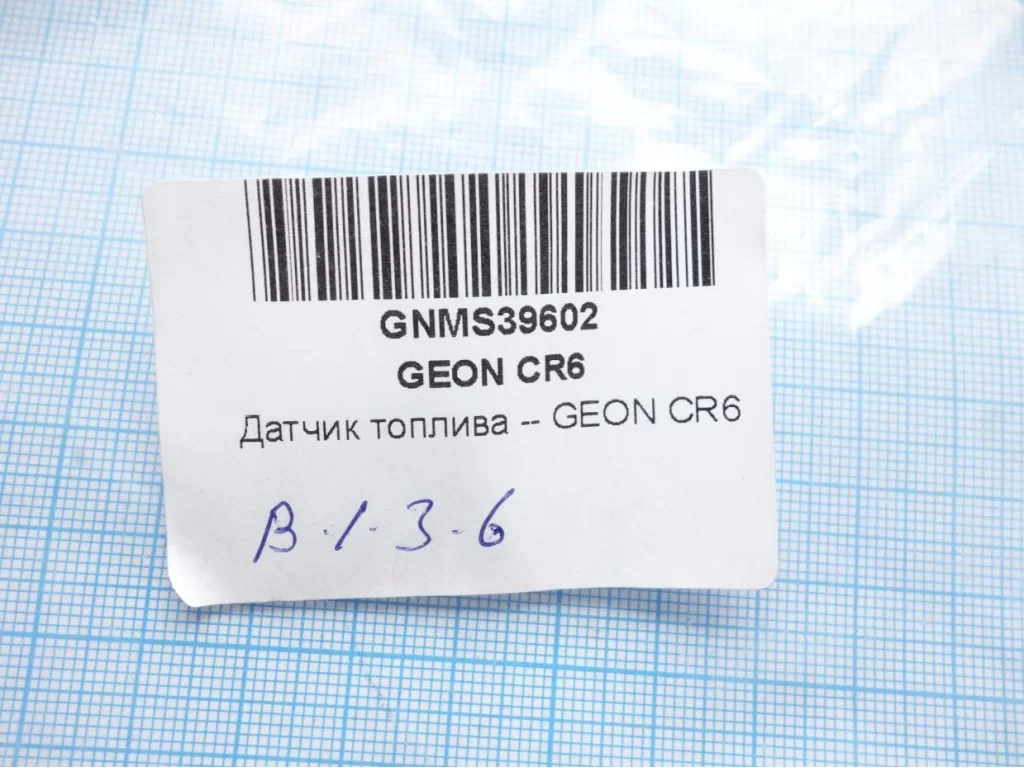 GNMS39602
GEON CR6
Датчик топлива -- GEON CR6
B.1-3-6